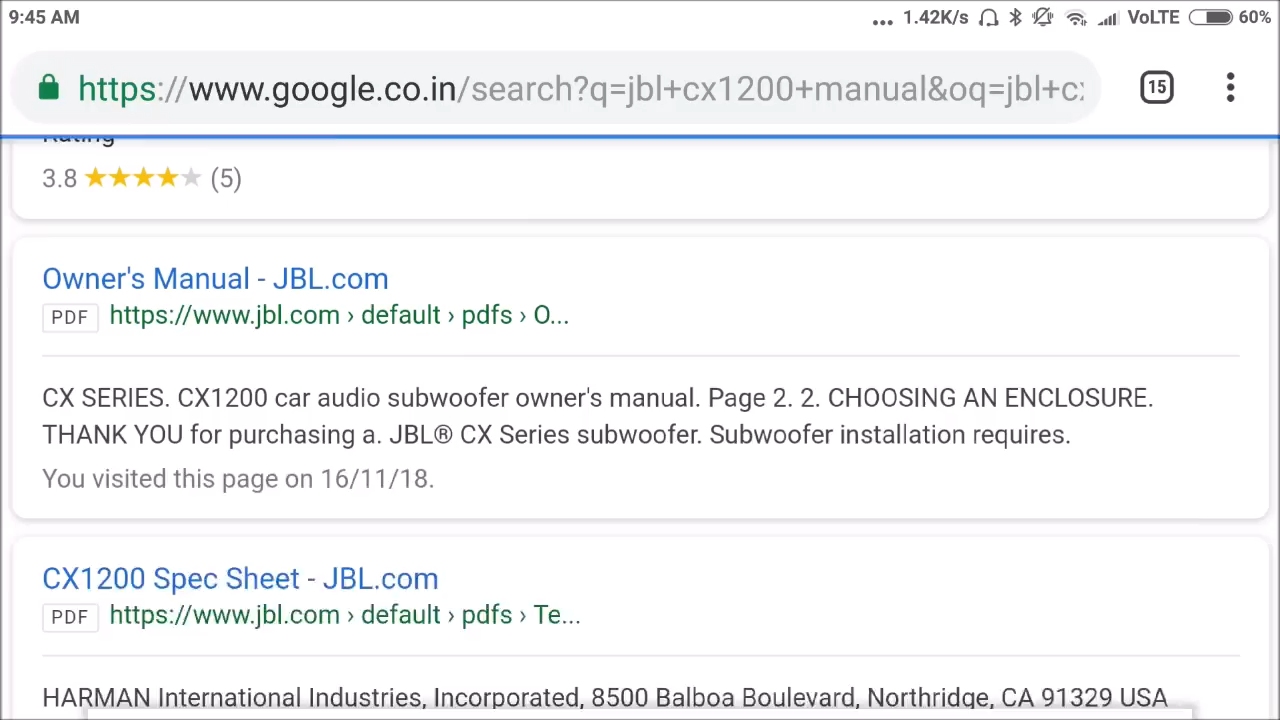 9:45 AM
... 1.42K/s VoLTE 60%
https://www.google.co.in/search?q=jbl+cx1200+manual&oq=jbl+cx
15
Rating
3.8 (5)
Owner's Manual - JBL.com
PDF https://www.jbl.com › default › pdfs › O...
CX SERIES. CX1200 car audio subwoofer owner's manual. Page 2. 2. CHOOSING AN ENCLOSURE.
THANK YOU for purchasing a. JBL® CX Series subwoofer. Subwoofer installation requires.
You visited this page on 16/11/18.
CX1200 Spec Sheet - JBL.com
PDF https://www.jbl.com › default › pdfs › Te...
HARMAN International Industries, Incorporated, 8500 Balboa Boulevard, Northridge, CA 91329 USA